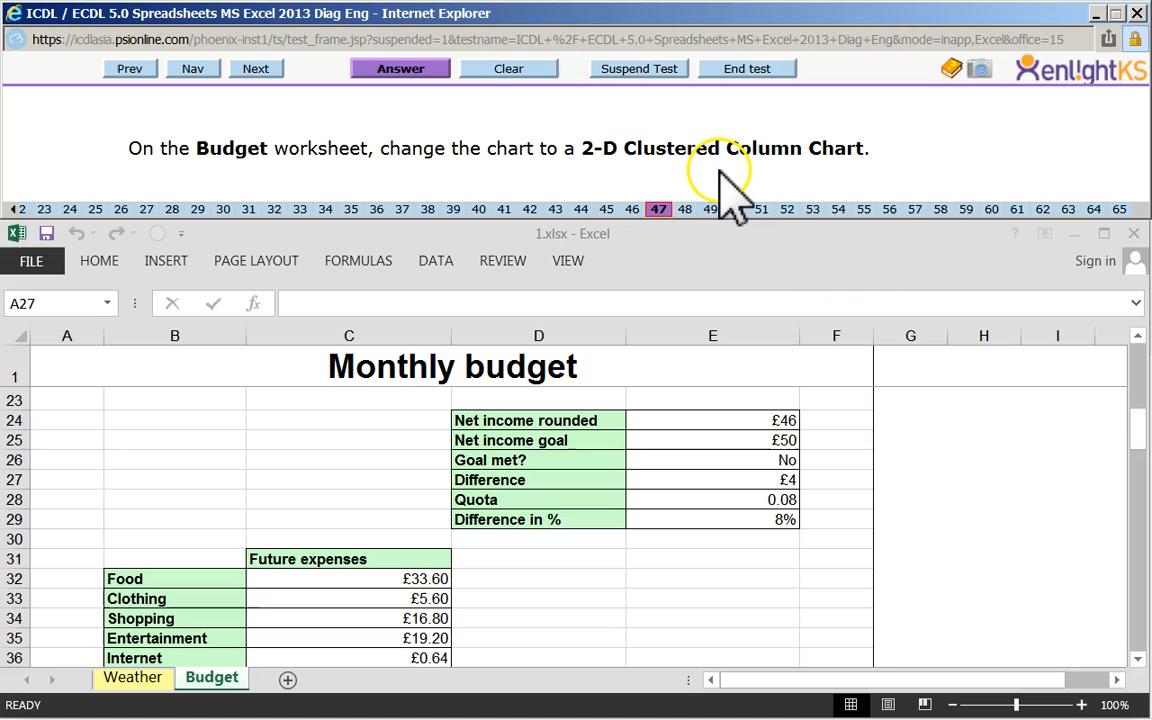 ICDL / ECDL 5.0 Spreadsheets MS Excel 2013 Diag Eng - Internet Explorer
https://icdlasia.psionline.com/phoenix-inst1/ts/test_frame.jsp?suspended=1&testname=ICDL+%2F+ECDL+5.0+Spreadsheets+MS+Excel+2013+Diag+Eng&mode=inapp,Excel&office=15
Prev Nav Next Answer Clear Suspend Test End test enlightKS
On the Budget worksheet, change the chart to a 2-D Clustered Column Chart.
2 23 24 25 26 27 28 29 30 31 32 33 34 35 36 37 38 39 40 41 42 43 44 45 46 47 48 49 51 52 53 54 55 56 57 58 59 60 61 62 63 64 65
1.xlsx - Excel
FILE HOME INSERT PAGE LAYOUT FORMULAS DATA REVIEW VIEW Sign in
A27 fx
A B C D E F G H I
1 Monthly budget
23
24 Net income rounded £46
25 Net income goal £50
26 Goal met? No
27 Difference £4
28 Quota 0.08
29 Difference in % 8%
30
31 Future expenses
32 Food £33.60
33 Clothing £5.60
34 Shopping £16.80
35 Entertainment £19.20
36 Internet £0.64
Weather Budget
READY 100%